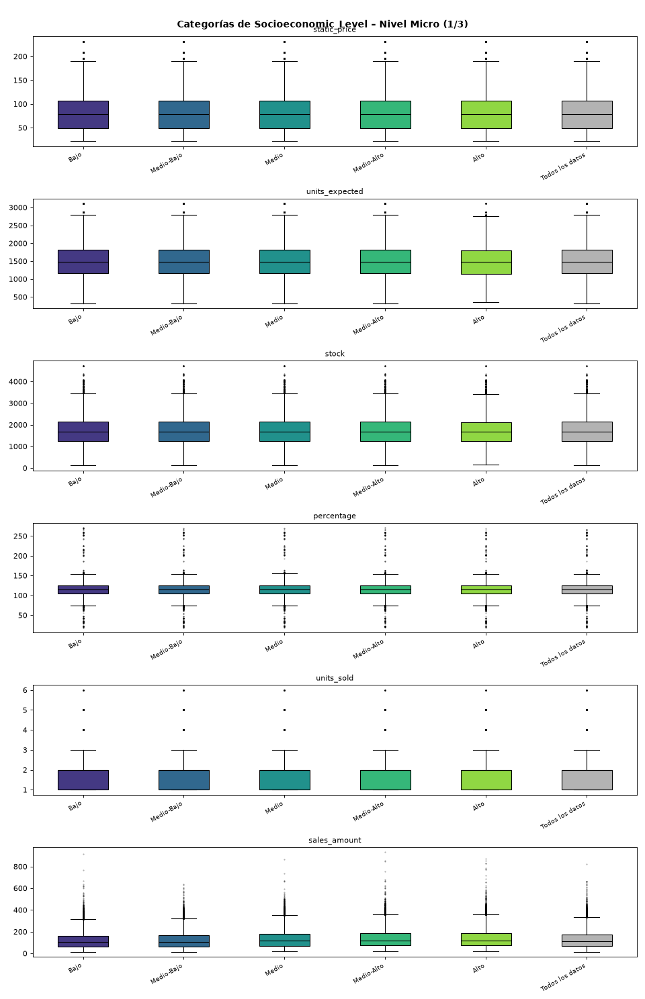 Categorías de Socioeconomic_Level – Nivel Micro (1/3)
static_price
200
150
100
50
Bajo
Medio-Bajo
Medio
Medio-Alto
Alto
Todos los datos
units_expected
3000
2500
2000
1500
1000
500
Bajo
Medio-Bajo
Medio
Medio-Alto
Alto
Todos los datos
stock
4000
3000
2000
1000
0
Bajo
Medio-Bajo
Medio
Medio-Alto
Alto
Todos los datos
percentage
250
200
150
100
50
Bajo
Medio-Bajo
Medio
Medio-Alto
Alto
Todos los datos
units_sold
6
5
4
3
2
1
Bajo
Medio-Bajo
Medio
Medio-Alto
Alto
Todos los datos
sales_amount
800
600
400
200
0
Bajo
Medio-Bajo
Medio
Medio-Alto
Alto
Todos los datos